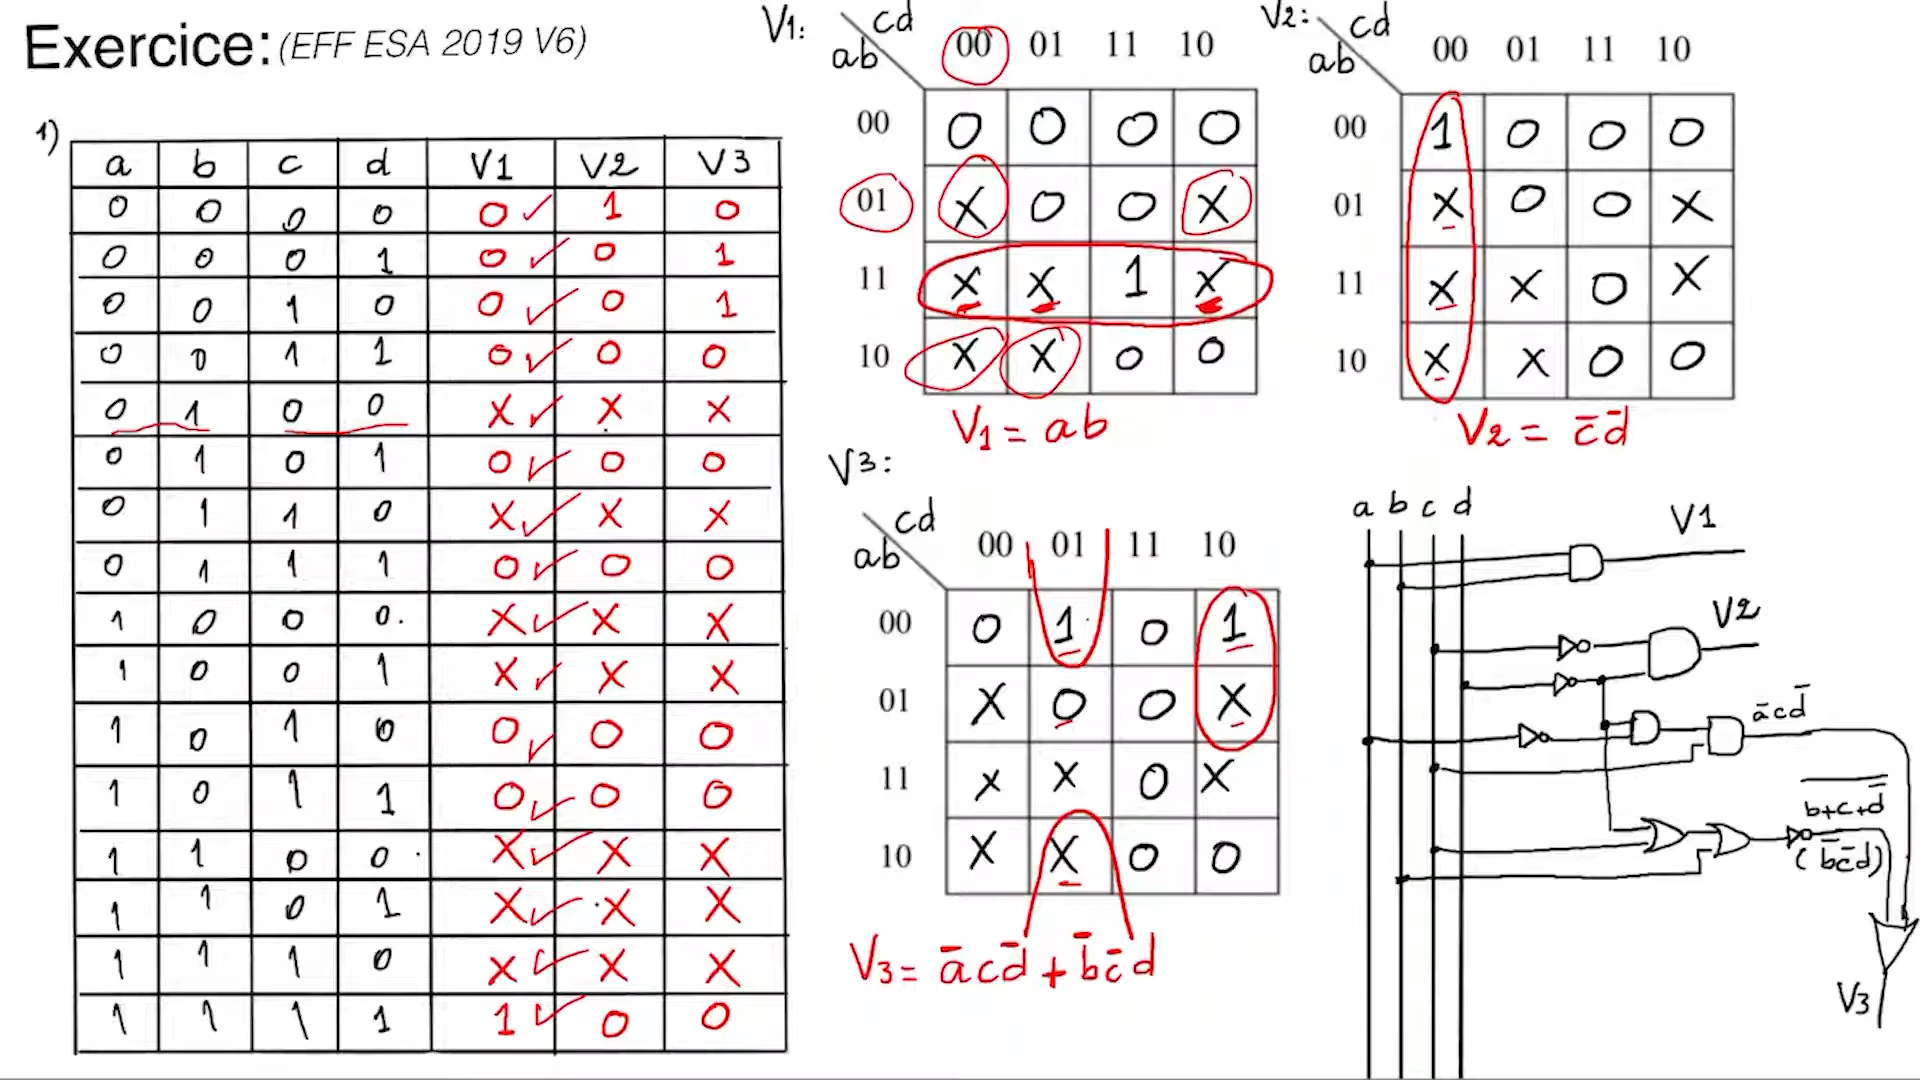 Exercice: (EFF ESA 2019 V6)
1)
a b c d V1 V2 V3
0 0 0 0 0 ✓ 1 0
0 0 0 1 0 ✓ 0 1
0 0 1 0 0 ✓ 0 1
0 0 1 1 0 ✓ 0 0
0 1 0 0 X ✓ X X
0 1 0 1 0 ✓ 0 0
0 1 1 0 X ✓ X X
0 1 1 1 0 ✓ 0 0
1 0 0 0 X ✓ X X
1 0 0 1 X ✓ X X
1 0 1 0 0 ✓ 0 0
1 0 1 1 0 ✓ 0 0
1 1 0 0 X ✓ X X
1 1 0 1 X ✓ X X
1 1 1 0 X ✓ X X
1 1 1 1 1 ✓ 0 0
V1:
cd
ab
00 01 11 10
00 0 0 0 0
01 X 0 0 X
11 X X 1 X
10 X X 0 0
V1 = ab
V2:
cd
ab
00 01 11 10
00 1 0 0 0
01 X 0 0 X
11 X X 0 X
10 X X 0 0
V2 = c̄d̄
V3:
cd
ab
00 01 11 10
00 0 1 0 1
01 X 0 0 X
11 X X 0 X
10 X X 0 0
V3 = āc d̄ + b̄c̄d
a b c d
V1
V2
ācd̄
b+c+d̄
(b̄c̄d)
V3